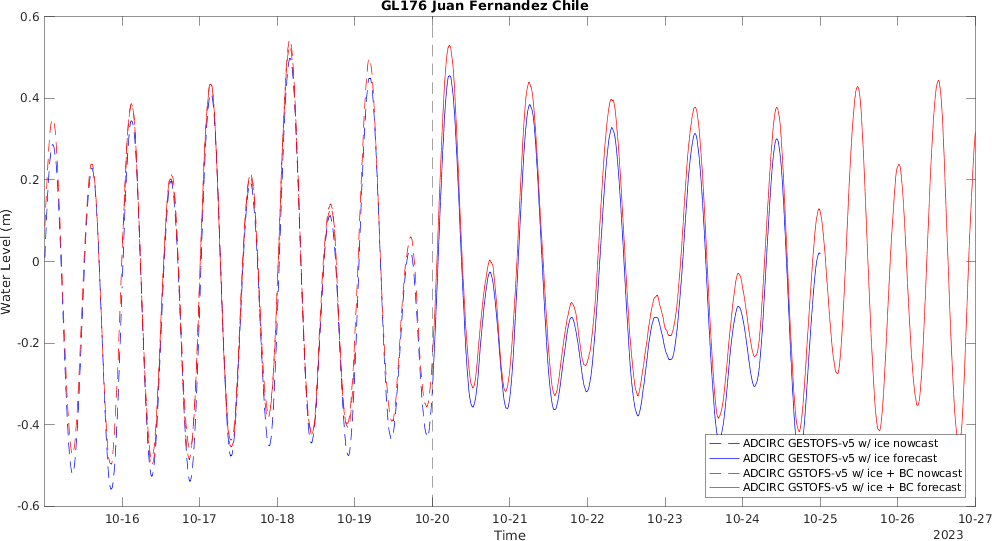 GL176 Juan Fernandez Chile
Water Level (m)
0.6
0.4
0.2
0
-0.2
-0.4
-0.6
10-16
10-17
10-18
10-19
10-20
10-21
10-22
10-23
10-24
10-25
10-26
10-27
Time
2023
ADCIRC GESTOFS-v5 w/ ice nowcast
ADCIRC GESTOFS-v5 w/ ice forecast
ADCIRC GSTOFS-v5 w/ ice + BC nowcast
ADCIRC GSTOFS-v5 w/ ice + BC forecast